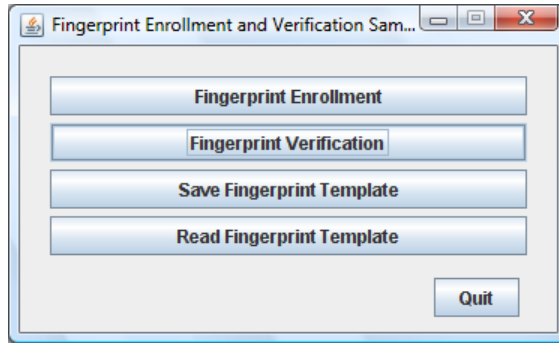 Fingerprint Enrollment and Verification Sam...
Fingerprint Enrollment
Fingerprint Verification
Save Fingerprint Template
Read Fingerprint Template
Quit